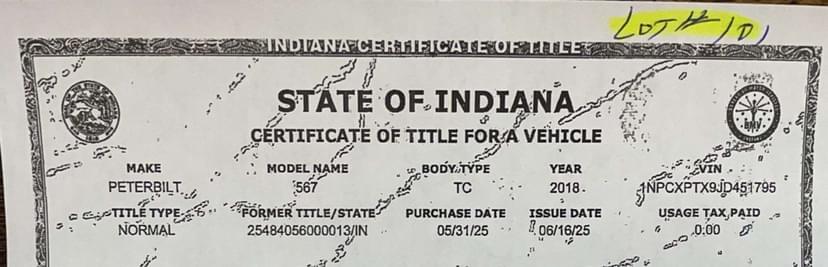 LOT# 101
INDIANA CERTIFICATE OF TITLE
STATE OF INDIANA
CERTIFICATE OF TITLE FOR A VEHICLE
MAKE MODEL NAME BODY TYPE YEAR VIN
PETERBILT 567 TC 2018 1NPCXPTX9JD451795
TITLE TYPE FORMER TITLE/STATE PURCHASE DATE ISSUE DATE USAGE TAX PAID
NORMAL 25484056000013/IN 05/31/25 06/16/25 0.00
BMV